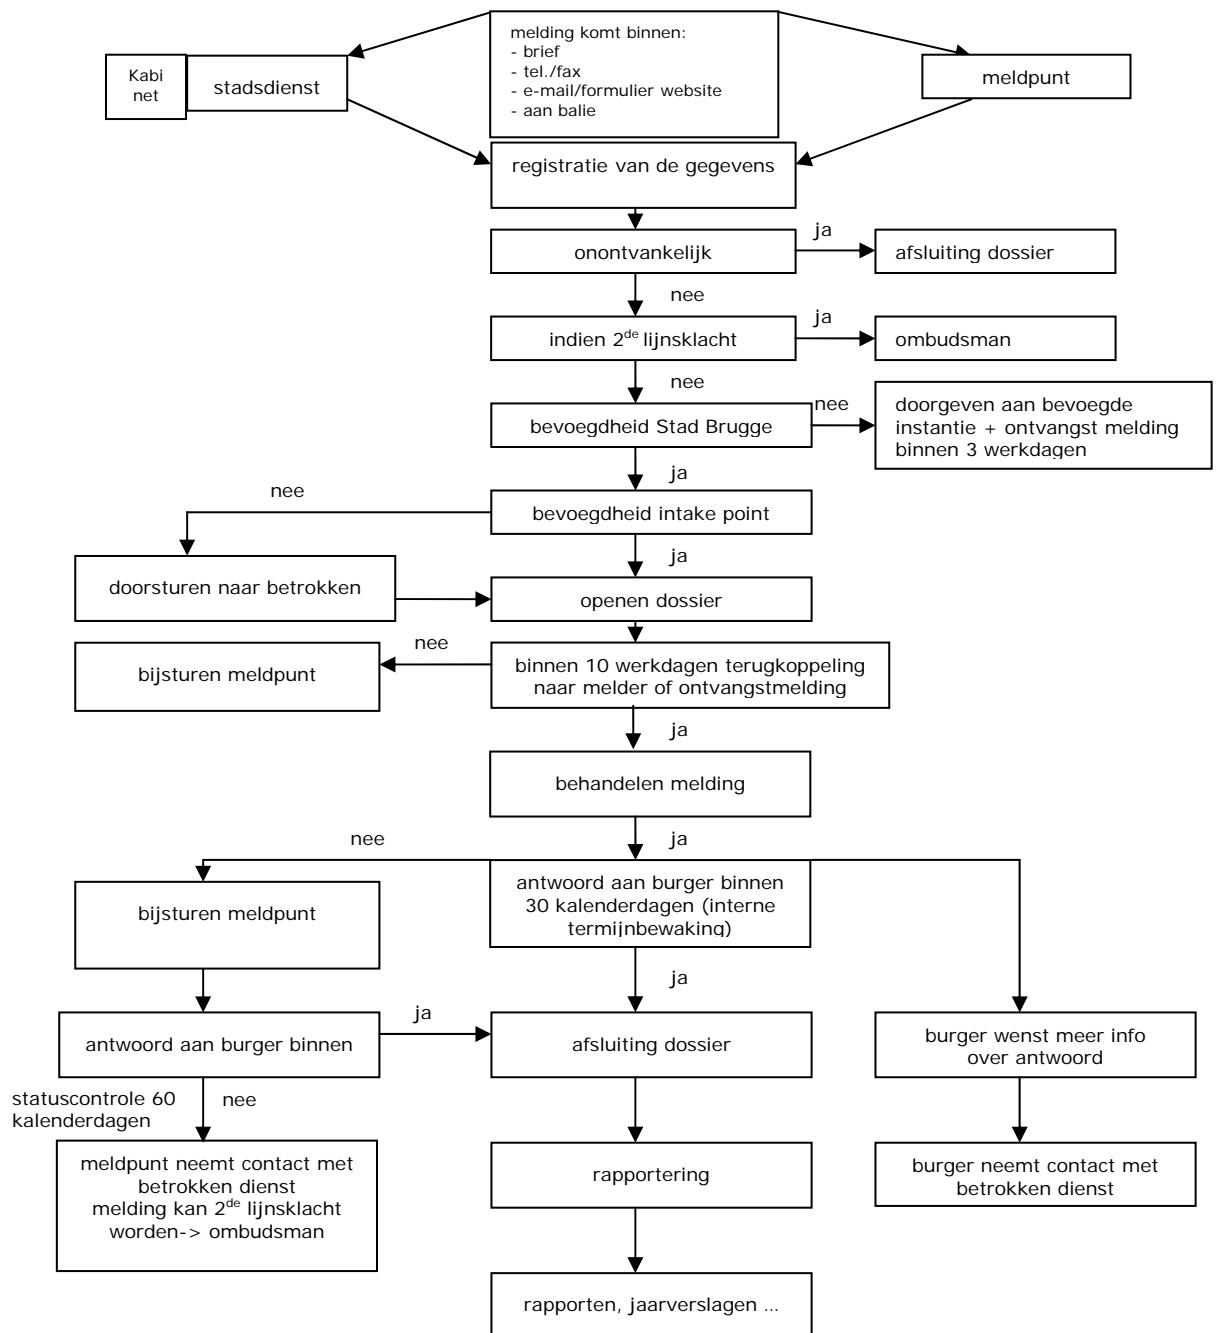 melding komt binnen:
- brief
- tel./fax
- e-mail/formulier website
- aan balie
Kabi
net
stadsdienst
meldpunt
registratie van de gegevens
onontvankelijk
ja
afsluiting dossier
nee
indien 2de lijnsklacht
ja
ombudsman
nee
bevoegdheid Stad Brugge
nee
doorgeven aan bevoegde
instantie + ontvangst melding
binnen 3 werkdagen
ja
nee
bevoegdheid intake point
ja
doorsturen naar betrokken
openen dossier
nee
bijsturen meldpunt
binnen 10 werkdagen terugkoppeling
naar melder of ontvangstmelding
ja
behandelen melding
nee
ja
bijsturen meldpunt
antwoord aan burger binnen
30 kalenderdagen (interne
termijnbewaking)
ja
antwoord aan burger binnen
ja
afsluiting dossier
burger wenst meer info
over antwoord
statuscontrole 60
kalenderdagen
nee
meldpunt neemt contact met
betrokken dienst
melding kan 2de lijnsklacht
worden-> ombudsman
rapportering
burger neemt contact met
betrokken dienst
rapporten, jaarverslagen ...